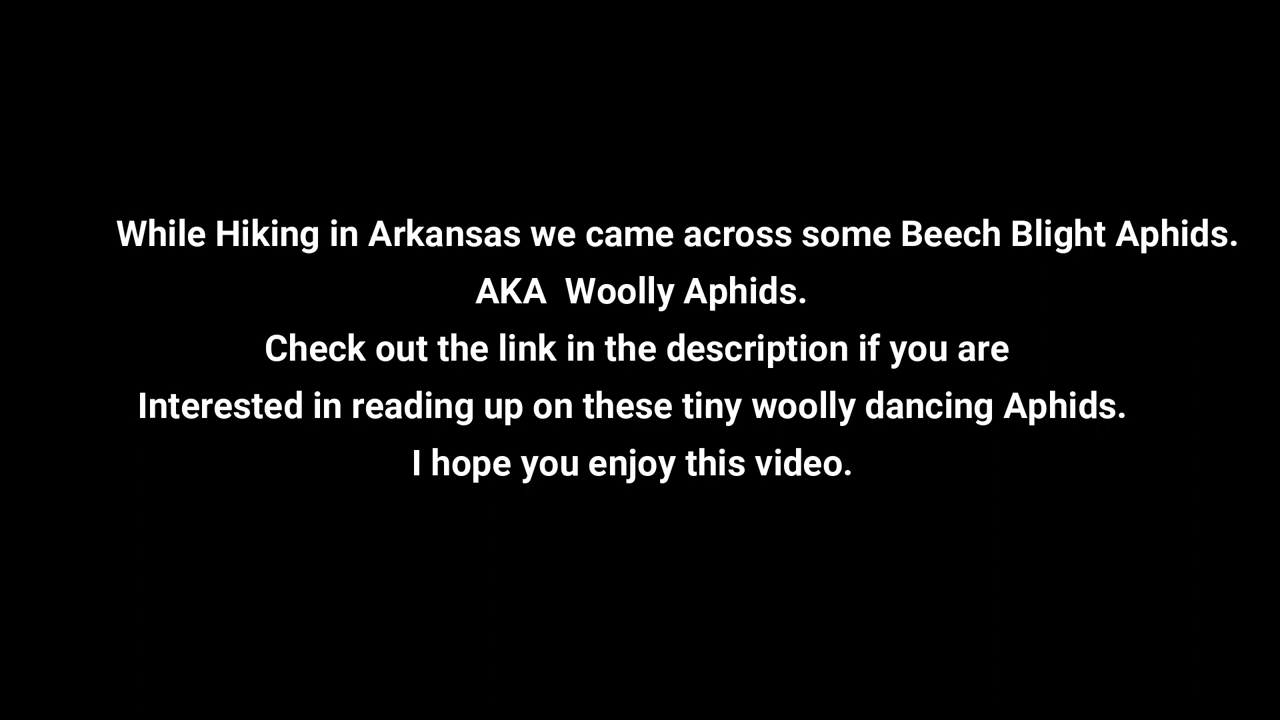 While Hiking in Arkansas we came across some Beech Blight Aphids.
AKA  Woolly Aphids.
Check out the link in the description if you are
Interested in reading up on these tiny woolly dancing Aphids.
I hope you enjoy this video.